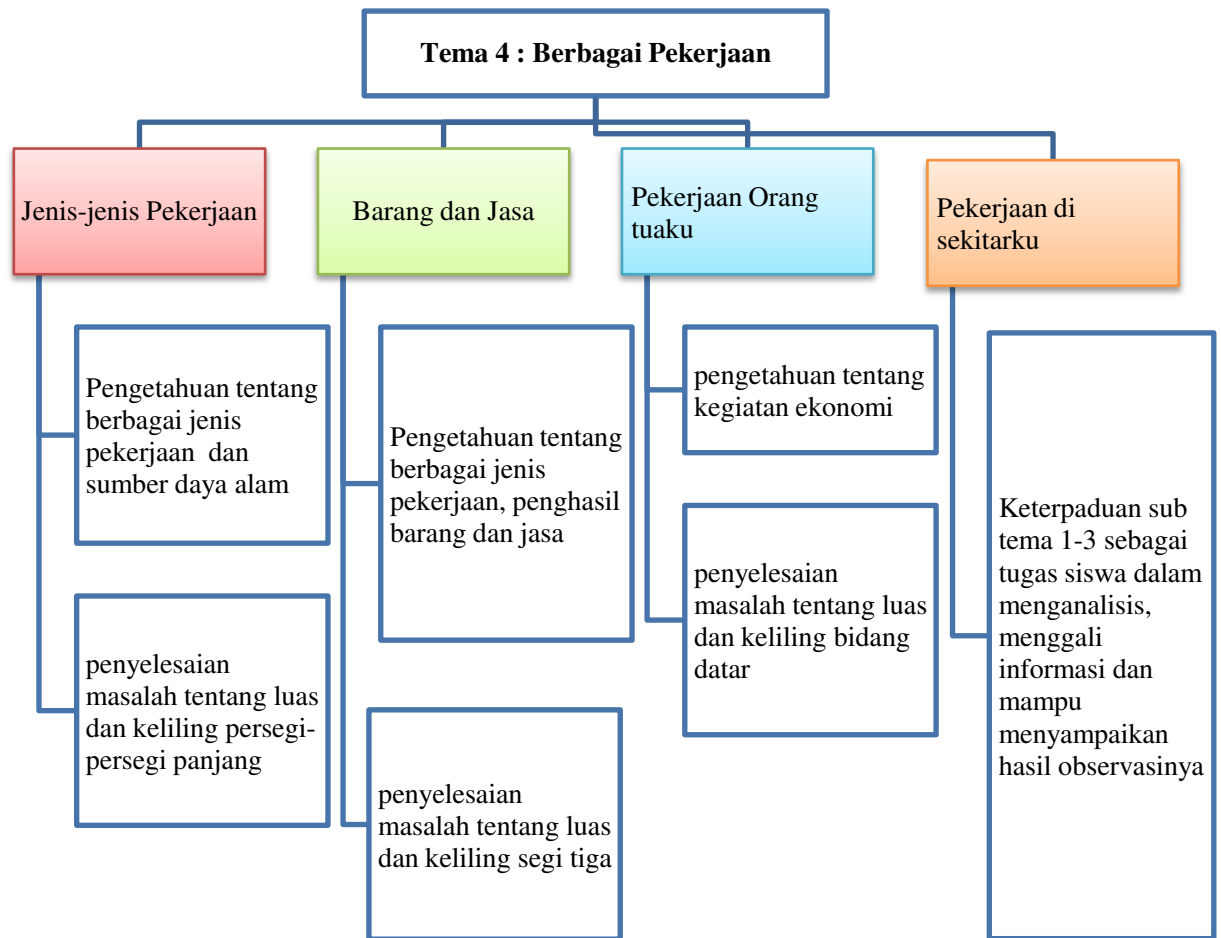 Tema 4 : Berbagai Pekerjaan
Jenis-jenis Pekerjaan
Pengetahuan tentang
berbagai jenis
pekerjaan dan
sumber daya alam
penyelesaian
masalah tentang luas
dan keliling persegi-
persegi panjang
Barang dan Jasa
Pengetahuan tentang
berbagai jenis
pekerjaan, penghasil
barang dan jasa
penyelesaian
masalah tentang luas
dan keliling segi tiga
Pekerjaan Orang
tuaku
pengetahuan tentang
kegiatan ekonomi
penyelesaian
masalah tentang luas
dan keliling bidang
datar
Pekerjaan di
sekitarku
Keterpaduan sub
tema 1-3 sebagai
tugas siswa dalam
menganalisis,
menggali
informasi dan
mampu
menyampaikan
hasil observasinya